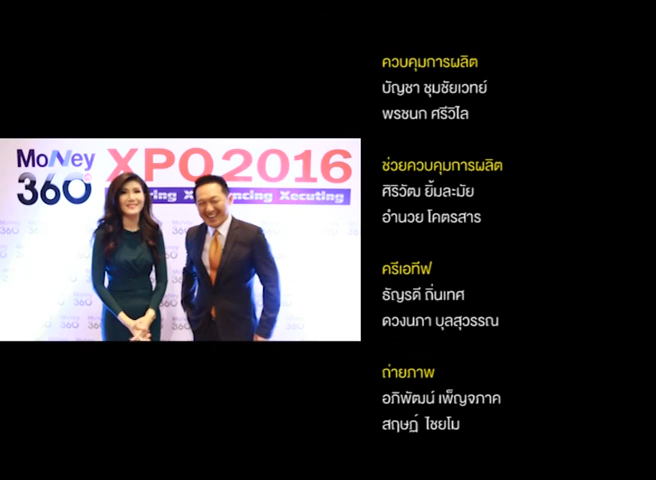 MoNey
360°
XPO2016
Xecuting
ควบคุมการผลิต
บัญชา ชุมชัยเวทย์
พรชนก ศรีวิไล
ช่วยควบคุมการผลิต
ศิริวัฒ ยิ้มละมัย
อำนวย โคตรสาร
ครีเอทีฟ
ธัญรดี ถิ่นเทศ
ดวงนภา บุลสุวรรณ
ถ่ายภาพ
อภิพัฒน์ เพ็ญจภาค
สฤษฏ์ ไชยโม